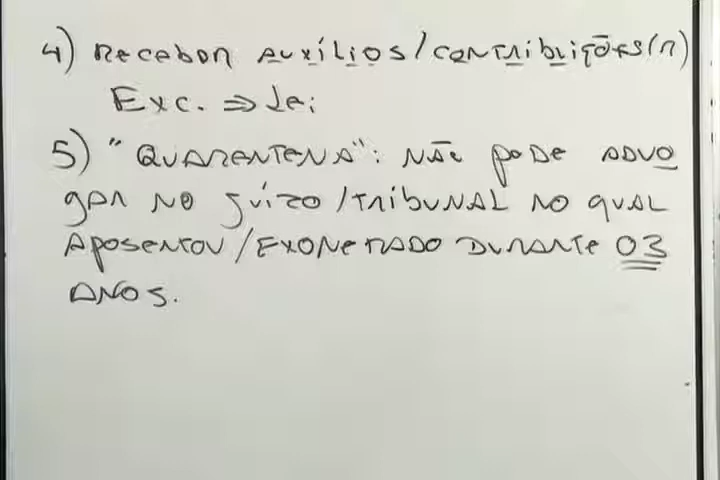 4) Receber auxílios/contribuições (n)
Exc. ⇒ Lei
5) "QUARENTENA": NÃO PODE ADVO
GAR NO JUÍZO/TRIBUNAL NO QUAL
APOSENTOU/EXONERADO DURANTE 03
ANOS.